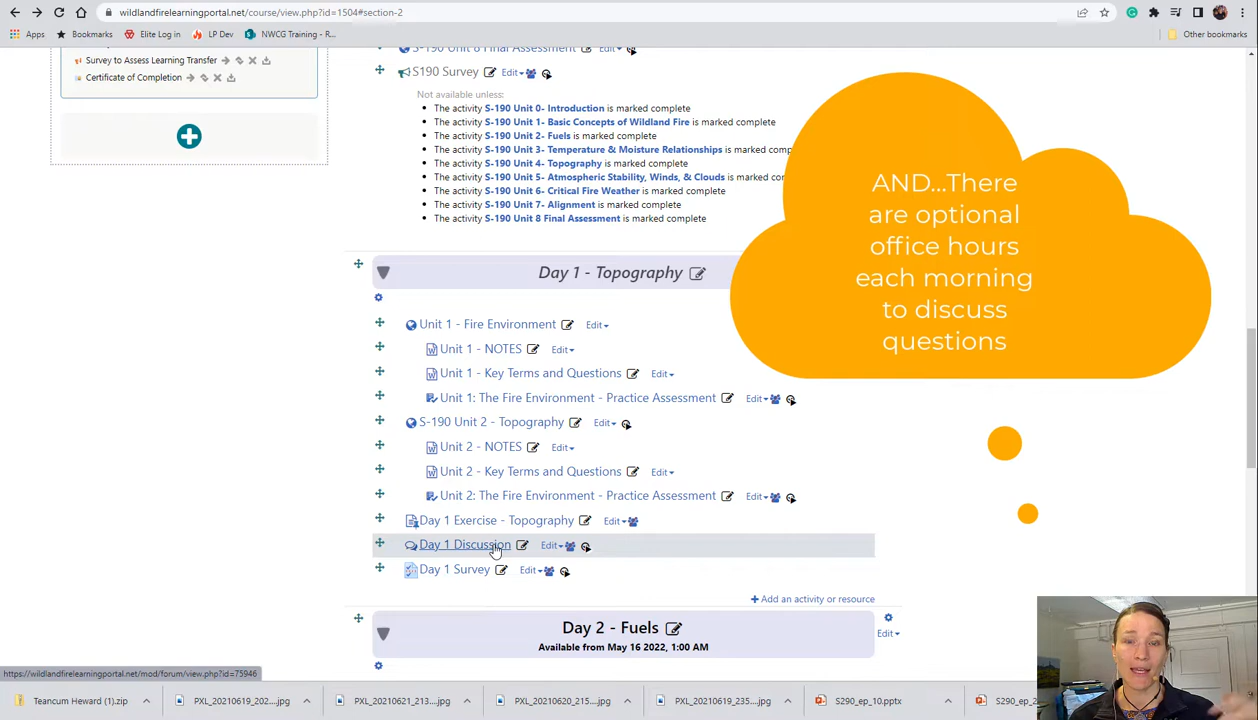 wildlandfirelearningportal.net/course/view.php?id=1504#section-2
Apps Bookmarks Elite Log in LP Dev NWCG Training - R... Other bookmarks
Survey to Assess Learning Transfer
Certificate of Completion
S-190 Unit 8 Final Assessment Edit
S190 Survey Edit
Not available unless:
The activity S-190 Unit 0- Introduction is marked complete
The activity S-190 Unit 1- Basic Concepts of Wildland Fire is marked complete
The activity S-190 Unit 2- Fuels is marked complete
The activity S-190 Unit 3- Temperature & Moisture Relationships is marked comp
The activity S-190 Unit 4- Topography is marked complete
The activity S-190 Unit 5- Atmospheric Stability, Winds, & Clouds is marked co
The activity S-190 Unit 6- Critical Fire Weather is marked complete
The activity S-190 Unit 7- Alignment is marked complete
The activity S-190 Unit 8 Final Assessment is marked complete
AND...There
are optional
office hours
each morning
to discuss
questions
Day 1 - Topography
Unit 1 - Fire Environment Edit
Unit 1 - NOTES Edit
Unit 1 - Key Terms and Questions Edit
Unit 1: The Fire Environment - Practice Assessment Edit
S-190 Unit 2 - Topography Edit
Unit 2 - NOTES Edit
Unit 2 - Key Terms and Questions Edit
Unit 2: The Fire Environment - Practice Assessment Edit
Day 1 Exercise - Topography Edit
Day 1 Discussion Edit
Day 1 Survey Edit
Add an activity or resource
Day 2 - Fuels
Edit
Available from May 16 2022, 1:00 AM
https://wildlandfirelearningportal.net/mod/forum/view.php?id=75946
Teancum Heward (1).zip PXL_20210619_202....jpg PXL_20210621_213....jpg PXL_20210620_215....jpg PXL_20210619_235....jpg S290_ep_10.pptx S290_ep_